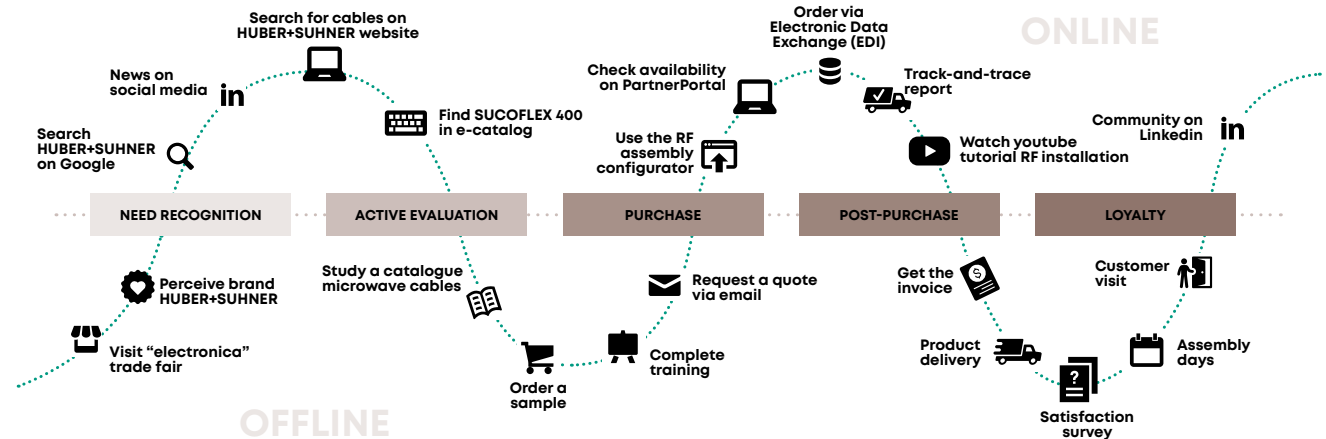 Search for cables on
HUBER+SUHNER website
Order via
Electronic Data
Exchange (EDI)
ONLINE
News on
social media
in
Check availability
on PartnerPortal
Track-and-trace
report
Search
HUBER+SUHNER
on Google
Find SUCOFLEX 400
in e-catalog
Use the RF
assembly
configurator
Watch youtube
tutorial RF installation
Community on
Linkedin
in
NEED RECOGNITION
ACTIVE EVALUATION
PURCHASE
POST-PURCHASE
LOYALTY
Perceive brand
HUBER+SUHNER
Study a catalogue
microwave cables
Request a quote
via email
Get the
invoice
$
Customer
visit
Visit “electronica”
trade fair
Order a
sample
Complete
training
Product
delivery
?
Satisfaction
survey
Assembly
days
OFFLINE